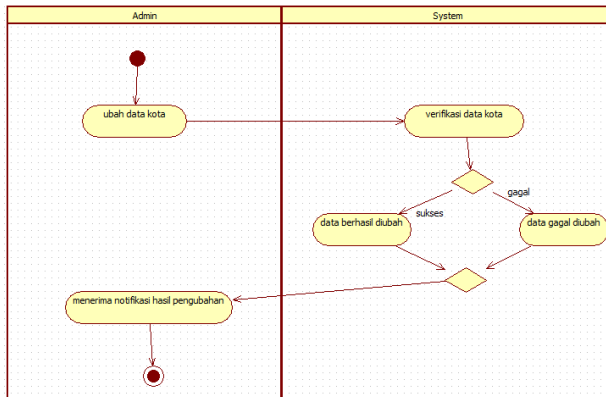 Admin
System
ubah data kota
verifikasi data kota
gagal
sukses
data berhasil diubah
data gagal diubah
menerima notifikasi hasil pengubahan